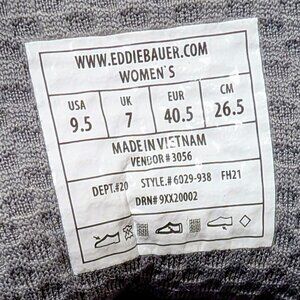 WWW.EDDIEBAUER.COM
WOMEN`S
USA UK EUR CM
9.5 7 40.5 26.5
MADE IN VIETNAM
VENDOR#3056
DEPT.#20 STYLE.#6029-938 FH21
DRN# 9XX20002